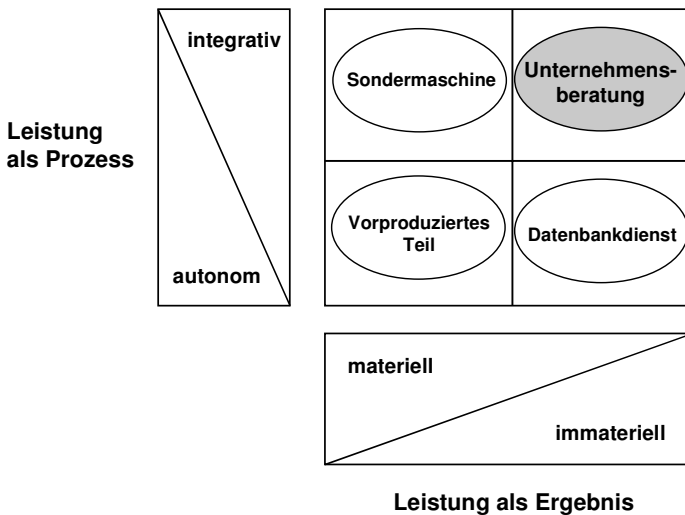 integrativ
Sondermaschine
Unternehmens-
beratung
Leistung
als Prozess
Vorproduziertes
Teil
Datenbankdienst
autonom
materiell
immateriell
Leistung als Ergebnis